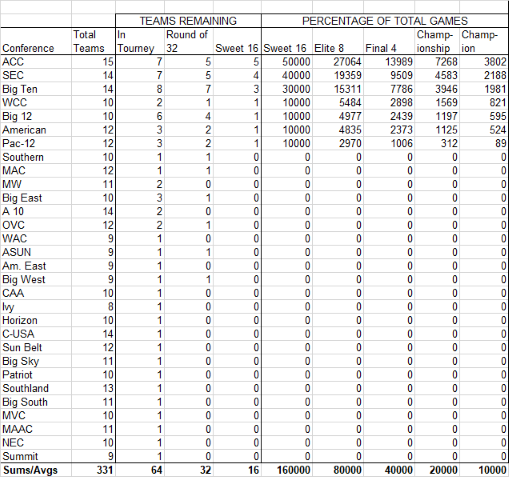 TEAMS REMAINING PERCENTAGE OF TOTAL GAMES
Total In Round of Champ- Champ-
Conference Teams Tourney 32 Sweet 16 Sweet 16 Elite 8 Final 4 ionship ion
ACC 15 7 5 5 50000 27064 13989 7268 3802
SEC 14 7 5 4 40000 19359 9509 4583 2188
Big Ten 14 8 7 3 30000 15311 7786 3946 1981
WCC 10 2 1 1 10000 5484 2898 1569 821
Big 12 10 6 4 1 10000 4977 2439 1197 595
American 12 3 2 1 10000 4835 2373 1125 524
Pac-12 12 3 2 1 10000 2970 1006 312 89
Southern 10 1 1 0 0 0 0 0 0
MAC 12 1 1 0 0 0 0 0 0
MW 11 2 0 0 0 0 0 0 0
Big East 10 3 1 0 0 0 0 0 0
A 10 14 2 0 0 0 0 0 0 0
OVC 12 2 1 0 0 0 0 0 0
WAC 9 1 0 0 0 0 0 0 0
ASUN 9 1 1 0 0 0 0 0 0
Am. East 9 1 0 0 0 0 0 0 0
Big West 9 1 1 0 0 0 0 0 0
CAA 10 1 0 0 0 0 0 0 0
Ivy 8 1 0 0 0 0 0 0 0
Horizon 10 1 0 0 0 0 0 0 0
C-USA 14 1 0 0 0 0 0 0 0
Sun Belt 12 1 0 0 0 0 0 0 0
Big Sky 11 1 0 0 0 0 0 0 0
Patriot 10 1 0 0 0 0 0 0 0
Southland 13 1 0 0 0 0 0 0 0
Big South 11 1 0 0 0 0 0 0 0
MVC 10 1 0 0 0 0 0 0 0
MAAC 11 1 0 0 0 0 0 0 0
NEC 10 1 0 0 0 0 0 0 0
Summit 9 1 0 0 0 0 0 0 0
Sums/Avgs 331 64 32 16 160000 80000 40000 20000 10000